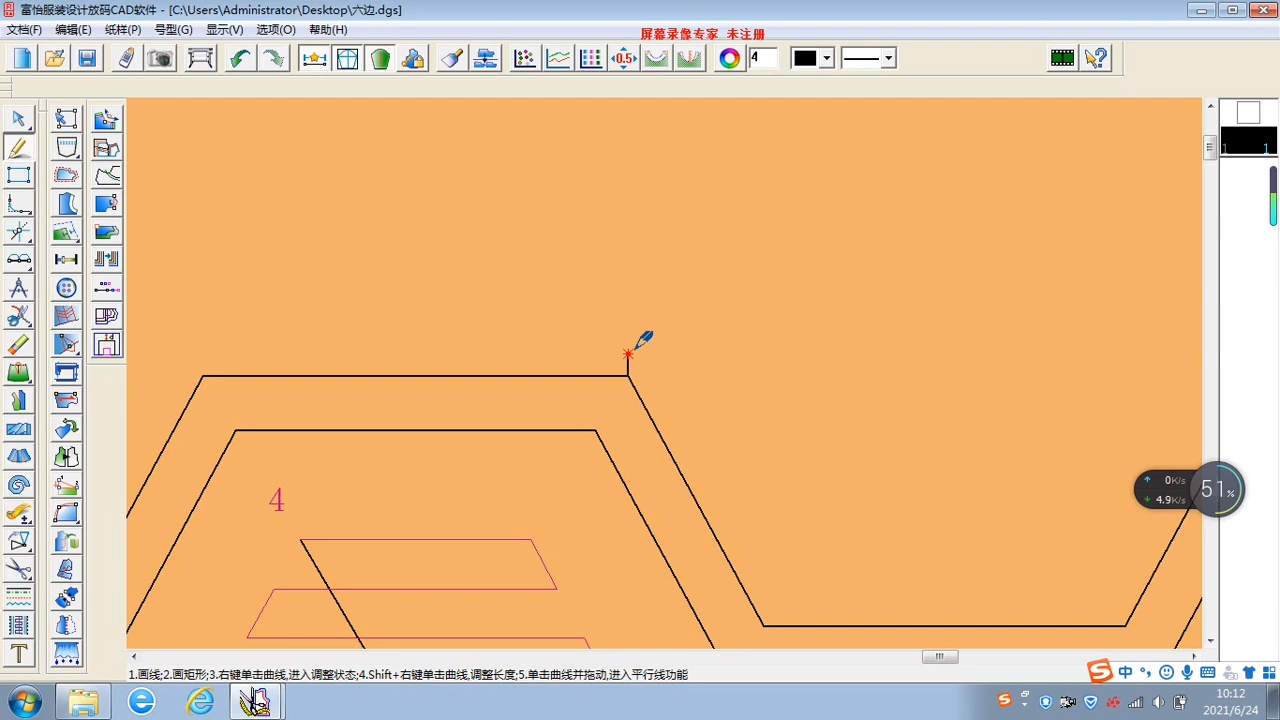 富怡服装设计放码CAD软件 - [C:\Users\Administrator\Desktop\六边.dgs]
文档(F) 编辑(E) 纸样(P) 号型(G) 显示(V) 选项(O) 帮助(H)
屏幕录像专家 未注册
0.5
4
1 1
4
0K/s
4.9K/s
51%
1.画线;2.画矩形;3.右键单击曲线,进入调整状态;4.Shift+右键单击曲线,调整长度5.单击曲线并拖动,进入平行线功能
中
10:12
2021/6/24